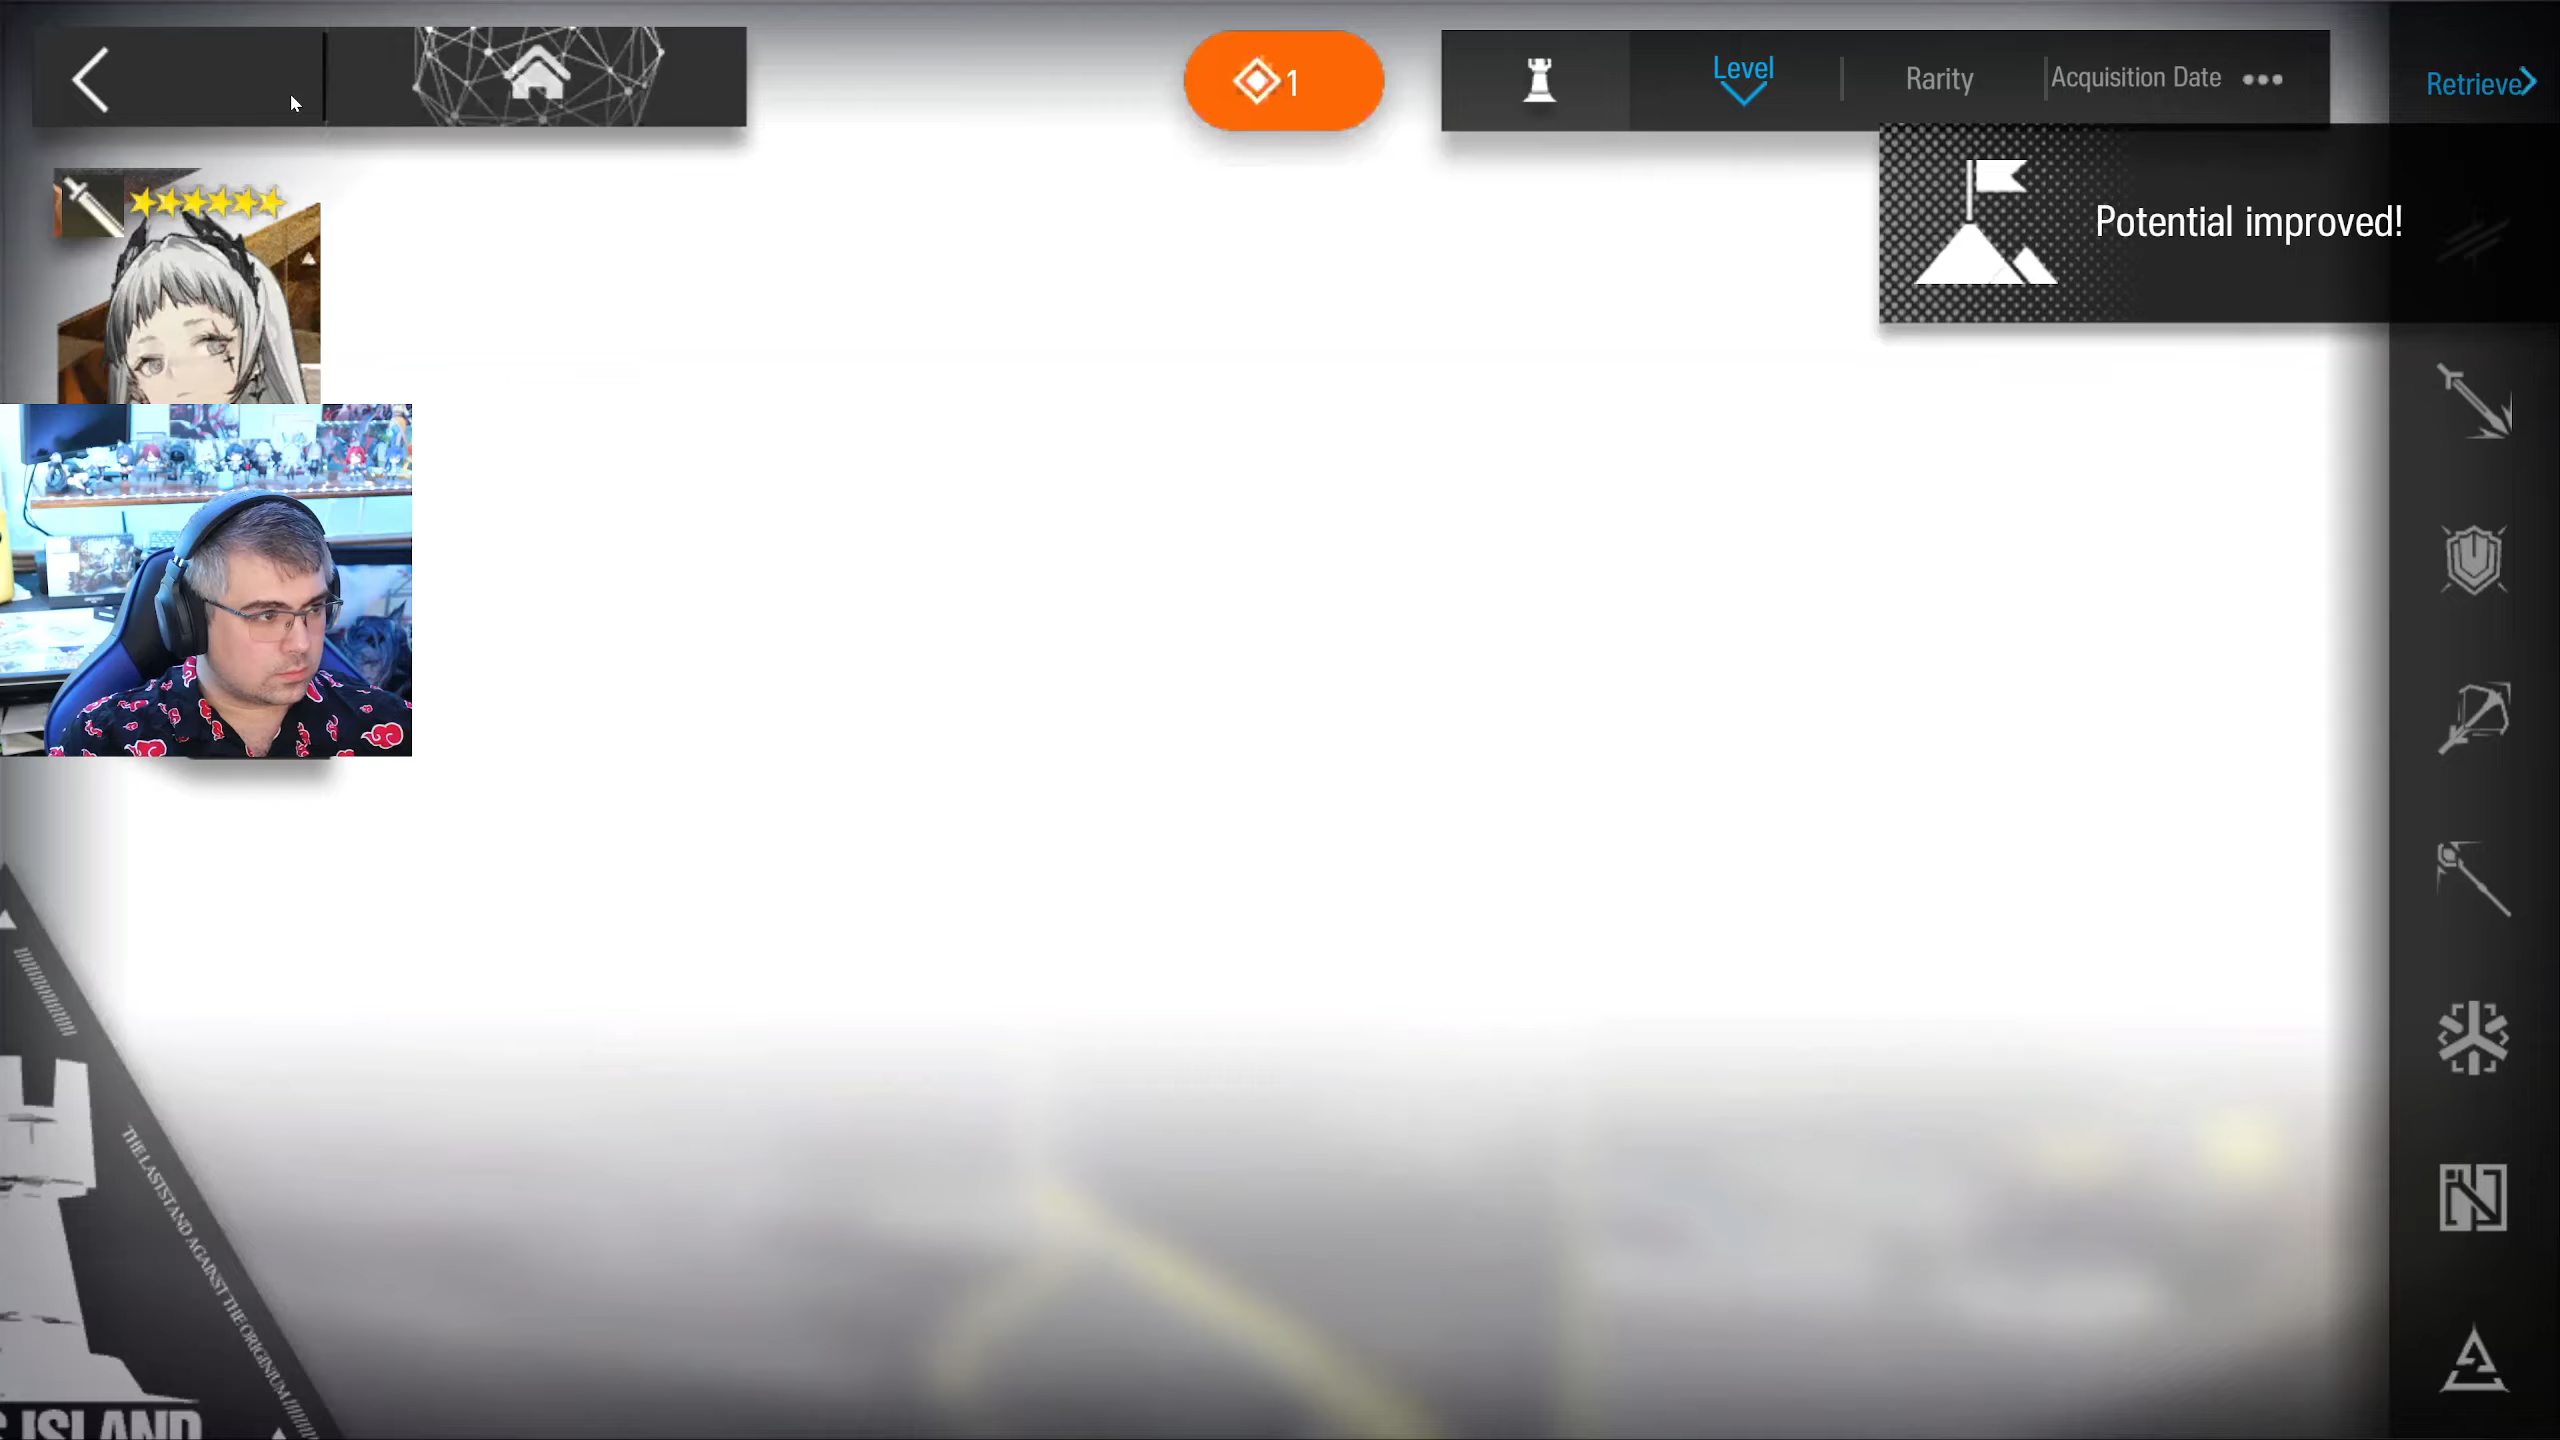 1
Level
Rarity
Acquisition Date
Retrieve
Potential improved!
THE LAST STAND AGAINST THE ORIGINIUM
ISLAND